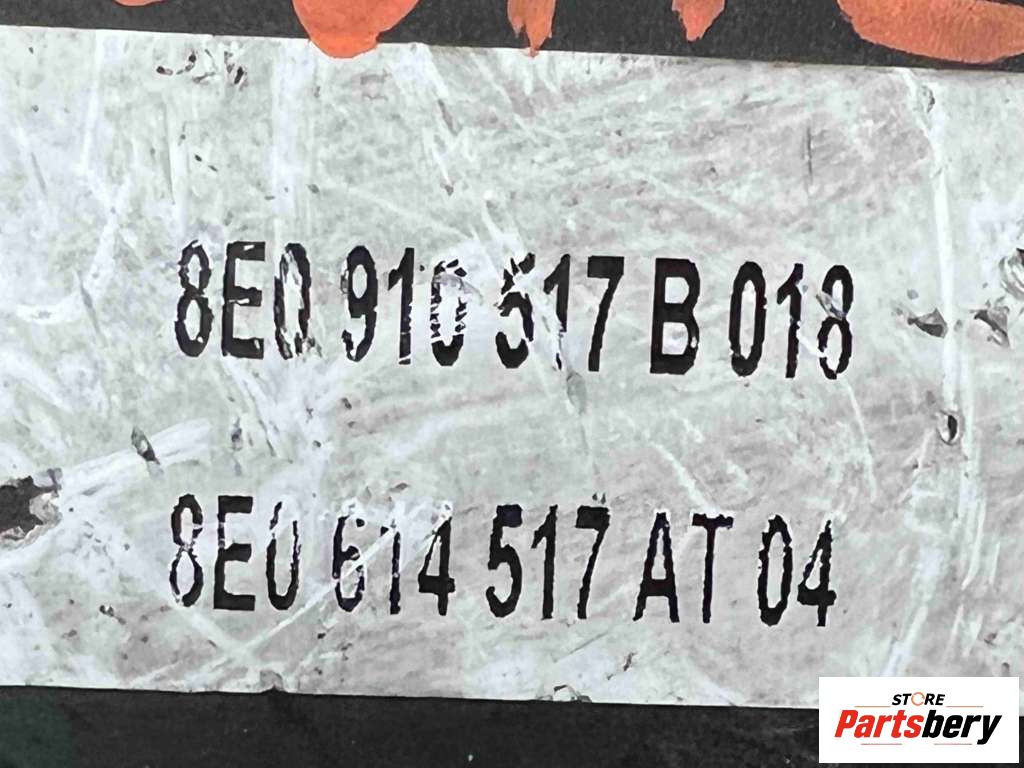 8E0 910 517 B 018
8E0 614 517 AT 04
STORE
Partsbery